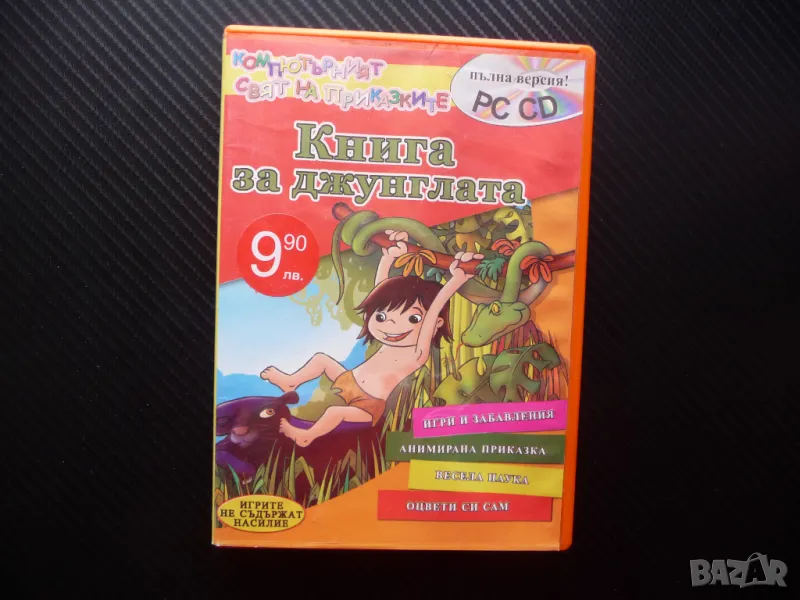 Компютърният
свят на приказките
пълна версия!
PC CD
Книга
за джунглата
9 90
лв.
ИГРИ И ЗАБАВЛЕНИЯ
АНИМИРАНА ПРИКАЗКА
ВЕСЕЛА НАУКА
ОЦВЕТИ СИ САМ
ИГРИТЕ
НЕ СЪДЪРЖАТ
НАСИЛИЕ
BAZAR